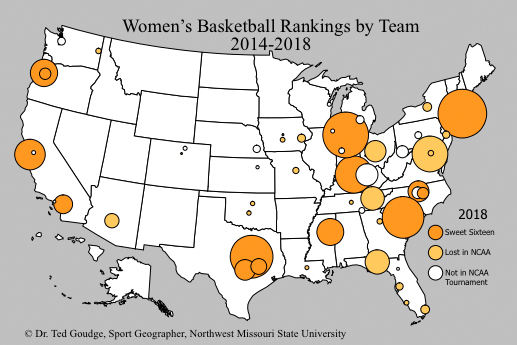 Women's Basketball Rankings by Team
2014-2018
2018
Sweet Sixteen
Lost in NCAA
Not in NCAA
Tournament
© Dr. Ted Goudge, Sport Geographer, Northwest Missouri State University